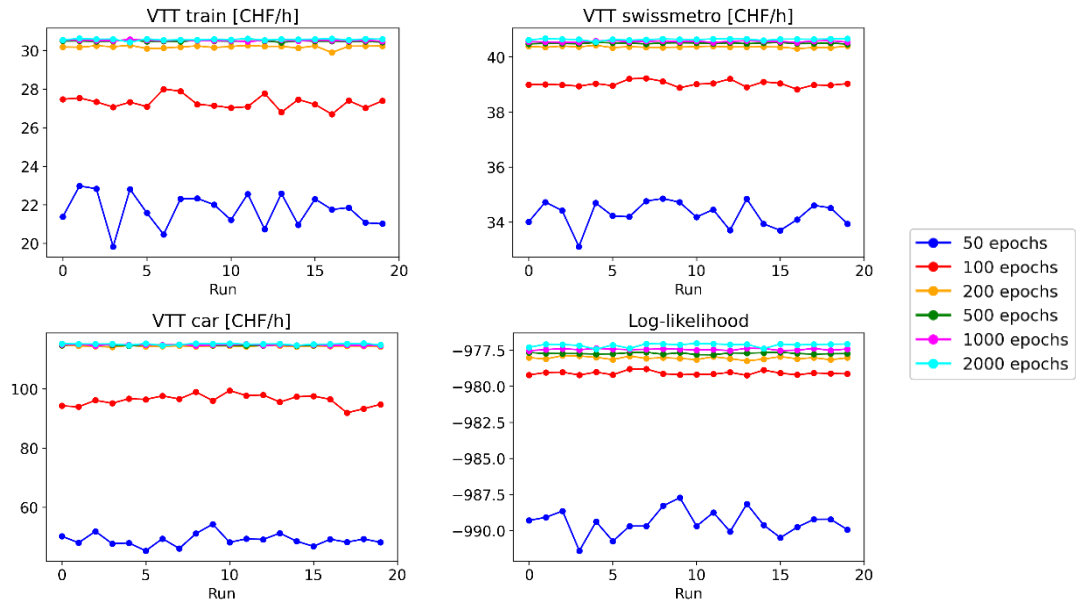 VTT train [CHF/h]
30
28
26
24
22
20
0 5 10 15 20
Run
VTT swissmetro [CHF/h]
40
38
36
34
0 5 10 15 20
Run
VTT car [CHF/h]
100
80
60
0 5 10 15 20
Run
Log-likelihood
−977.5
−980.0
−982.5
−985.0
−987.5
−990.0
0 5 10 15 20
Run
50 epochs
100 epochs
200 epochs
500 epochs
1000 epochs
2000 epochs